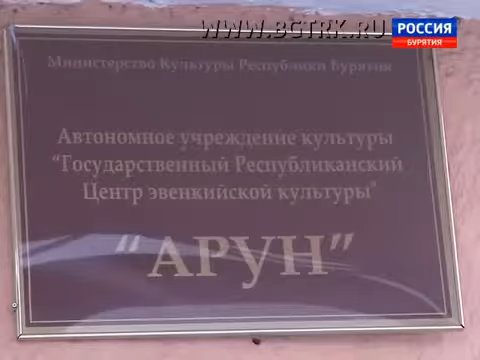 WWW.BGTRK.RU
РОССИЯ
БУРЯТИЯ
Министерство Культуры Республики Бурятия
Автономное учреждение культуры
"Государственный Республиканский
Центр эвенкийской культуры"
"АРУН"